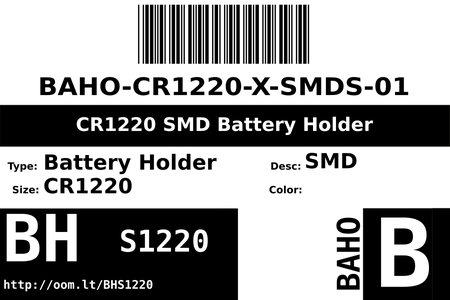 BAHO-CR1220-X-SMDS-01
CR1220 SMD Battery Holder
Type: Battery Holder
Desc: SMD
Size: CR1220
Color:
BH S1220
http://oom.lt/BHS1220
BAHO
B